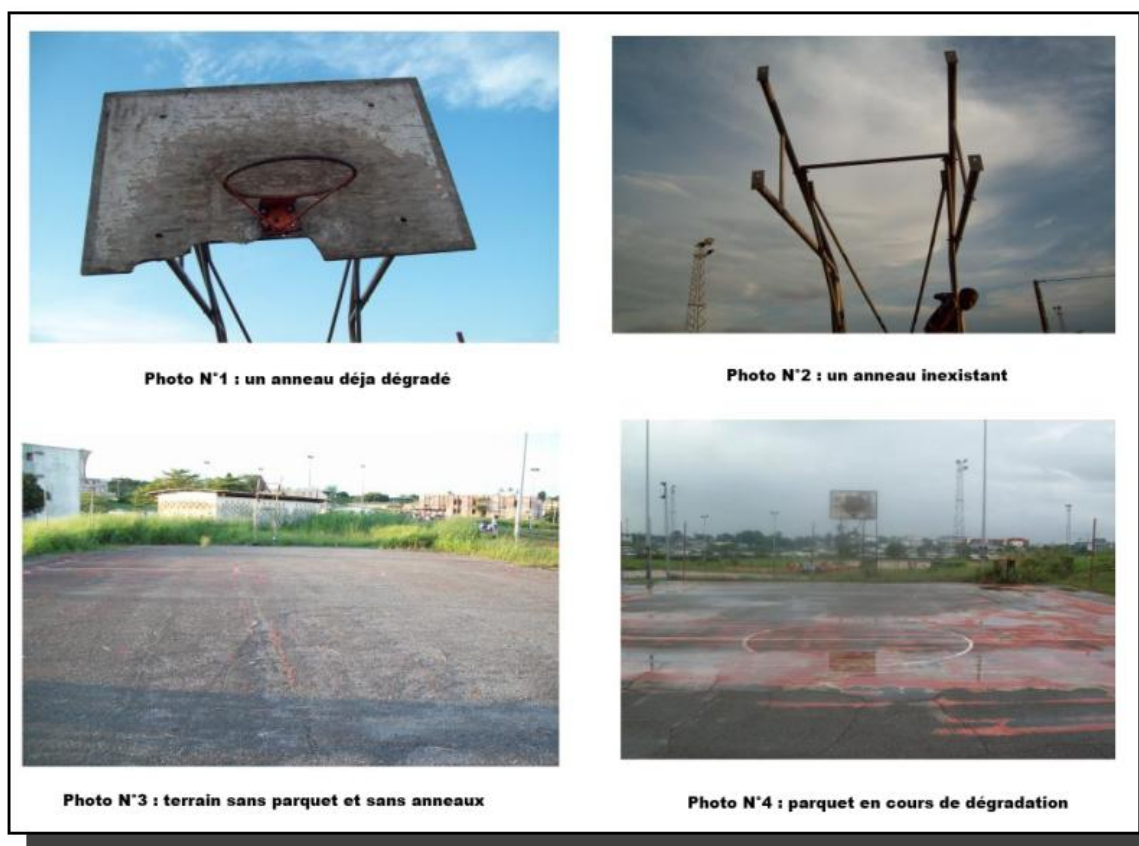 Photo N°1 : un anneau déja dégradé
Photo N°2 : un anneau inexistant
Photo N°3 : terrain sans parquet et sans anneaux
Photo N°4 : parquet en cours de dégradation